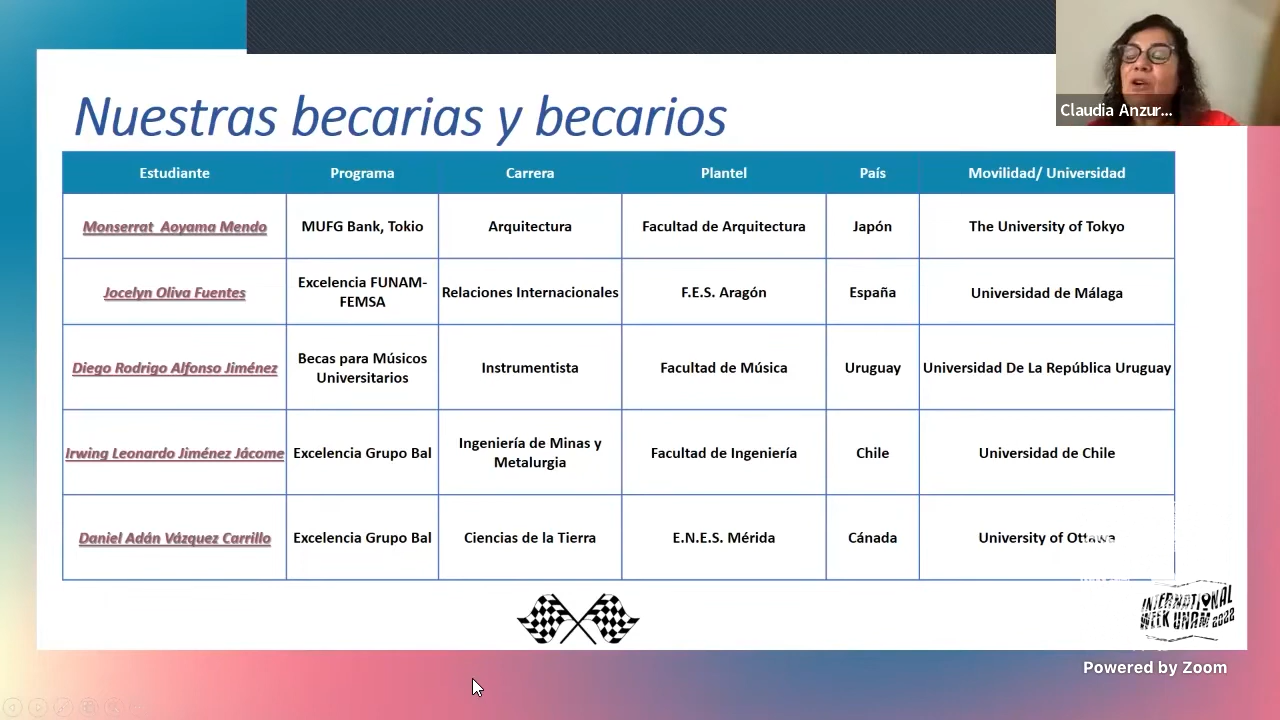 Claudia Anzur...
Nuestras becarias y becarios
Estudiante Programa Carrera Plantel País Movilidad/ Universidad
Monserrat Aoyama Mendo MUFG Bank, Tokio Arquitectura Facultad de Arquitectura Japón The University of Tokyo
Jocelyn Oliva Fuentes Excelencia FUNAM-
FEMSA Relaciones Internacionales F.E.S. Aragón España Universidad de Málaga
Diego Rodrigo Alfonso Jiménez Becas para Músicos
Universitarios Instrumentista Facultad de Música Uruguay Universidad De La República Uruguay
Irwing Leonardo Jiménez Jácome Excelencia Grupo Bal Ingeniería de Minas y
Metalurgia Facultad de Ingeniería Chile Universidad de Chile
Daniel Adán Vázquez Carrillo Excelencia Grupo Bal Ciencias de la Tierra E.N.E.S. Mérida Cánada University of Ottawa
INTERNATIONAL
WEEK UNAM 2022
Powered by Zoom